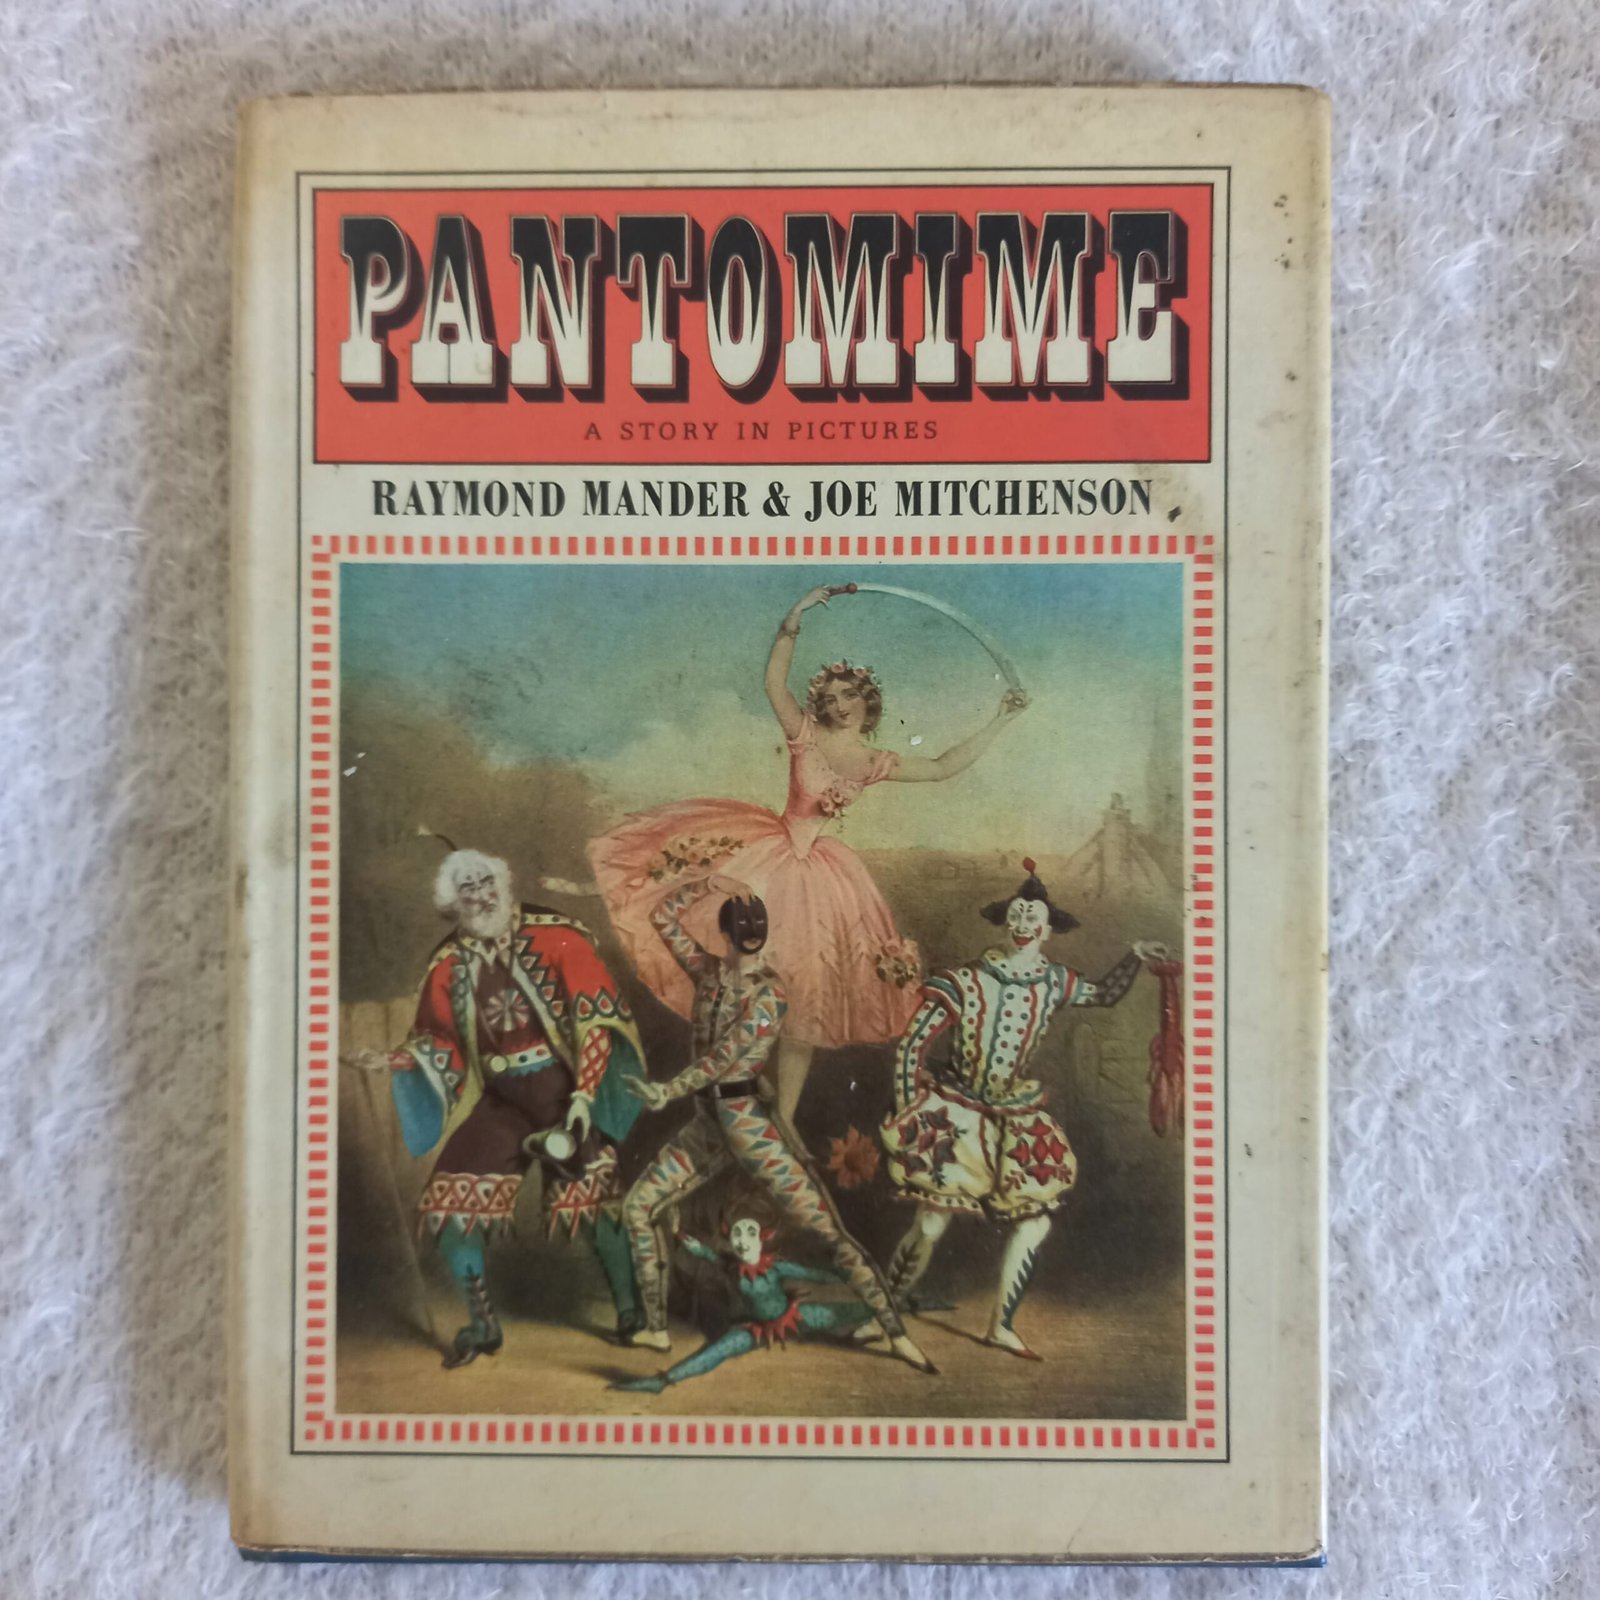 PANTOMIME
A STORY IN PICTURES
RAYMOND MANDER & JOE MITCHENSON